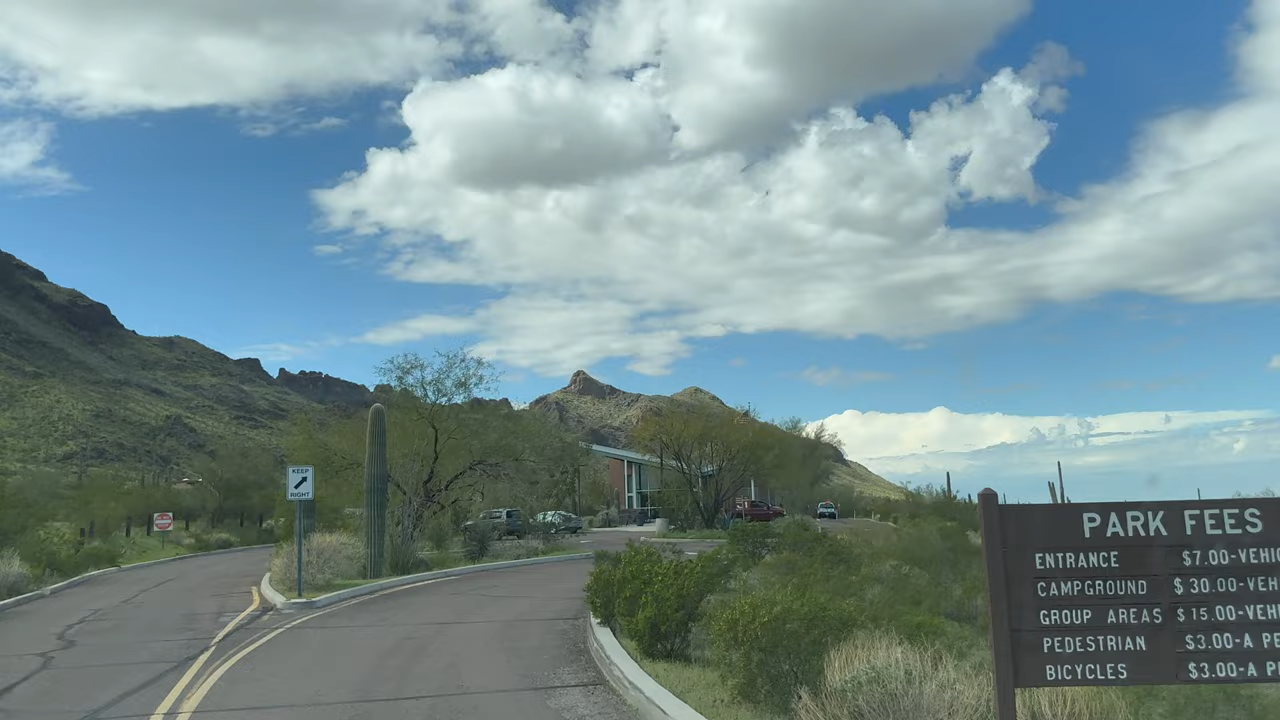 KEEP
RIGHT
PARK FEES
ENTRANCE $7.00-VEHIC
CAMPGROUND $30.00-VEH
GROUP AREAS $15.00-VEHI
PEDESTRIAN $3.00-A PE
BICYCLES $3.00-A P